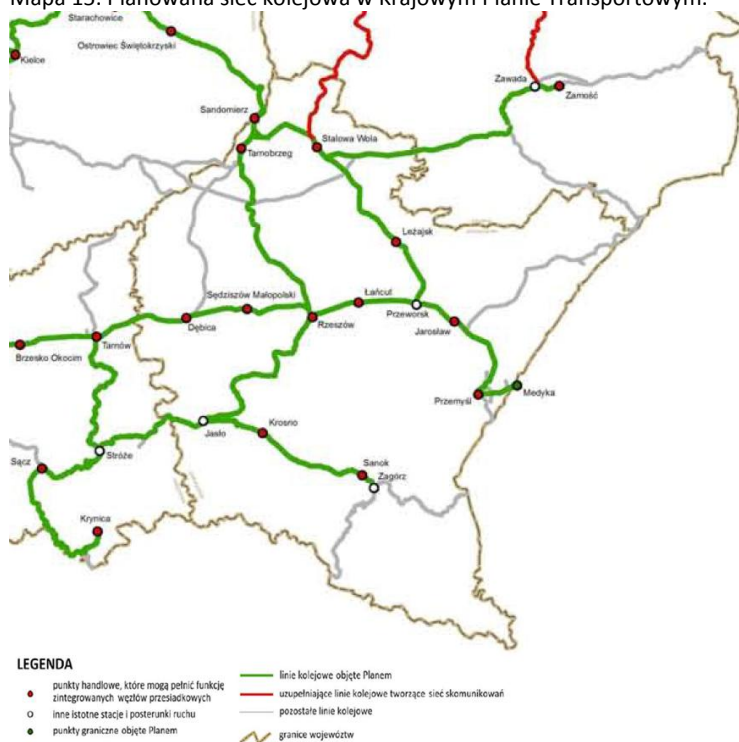 Mapa 15. Planowana sieć kolejowa w Krajowym Planie Transportowym.
Starachowice
Ostrowiec Świętokrzyski
Kielce
Zawada
Zamość
Sandomierz
Stalowa Wola
Tarnobrzeg
Leżajsk
Sędziszów Małopolski
Łańcut
Przeworsk
Dębica
Rzeszów
Jarosław
Tarnów
Brzesko Okocim
Przemyśl
Medyka
Jasło
Krosno
Stróże
Sącz
Sanok
Zagórz
Krynica
LEGENDA
punkty handlowe, które mogą pełnić funkcję
zintegrowanych węzłów przesiadkowych
inne istotne stacje i posterunki ruchu
punkty graniczne objęte Planem
linie kolejowe objęte Planem
uzupełniające linie kolejowe tworzące sieć skomunikowań
pozostałe linie kolejowe
granice województw